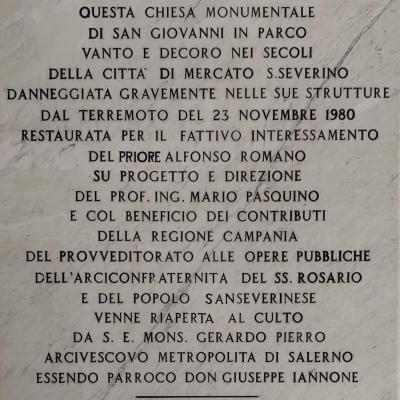 QUESTA CHIESA MONUMENTALE
DI SAN GIOVANNI IN PARCO
VANTO E DECORO NEI SECOLI
DELLA CITTA' DI MERCATO S.SEVERINO
DANNEGGIATA GRAVEMENTE NELLE SUE STRUTTURE
DAL TERREMOTO DEL 23 NOVEMBRE 1980
RESTAURATA PER IL FATTIVO INTERESSAMENTO
DEL PRIORE ALFONSO ROMANO
SU PROGETTO E DIREZIONE
DEL PROF. ING. MARIO PASQUINO
E COL BENEFICIO DEI CONTRIBUTI
DELLA REGIONE CAMPANIA
DEL PROVVEDITORATO ALLE OPERE PUBBLICHE
DELL'ARCICONFRATERNITA DEL SS. ROSARIO
E DEL POPOLO SANSEVERINESE
VENNE RIAPERTA AL CULTO
DA S. E. MONS. GERARDO PIERRO
ARCIVESCOVO METROPOLITA DI SALERNO
ESSENDO PARROCO DON GIUSEPPE IANNONE